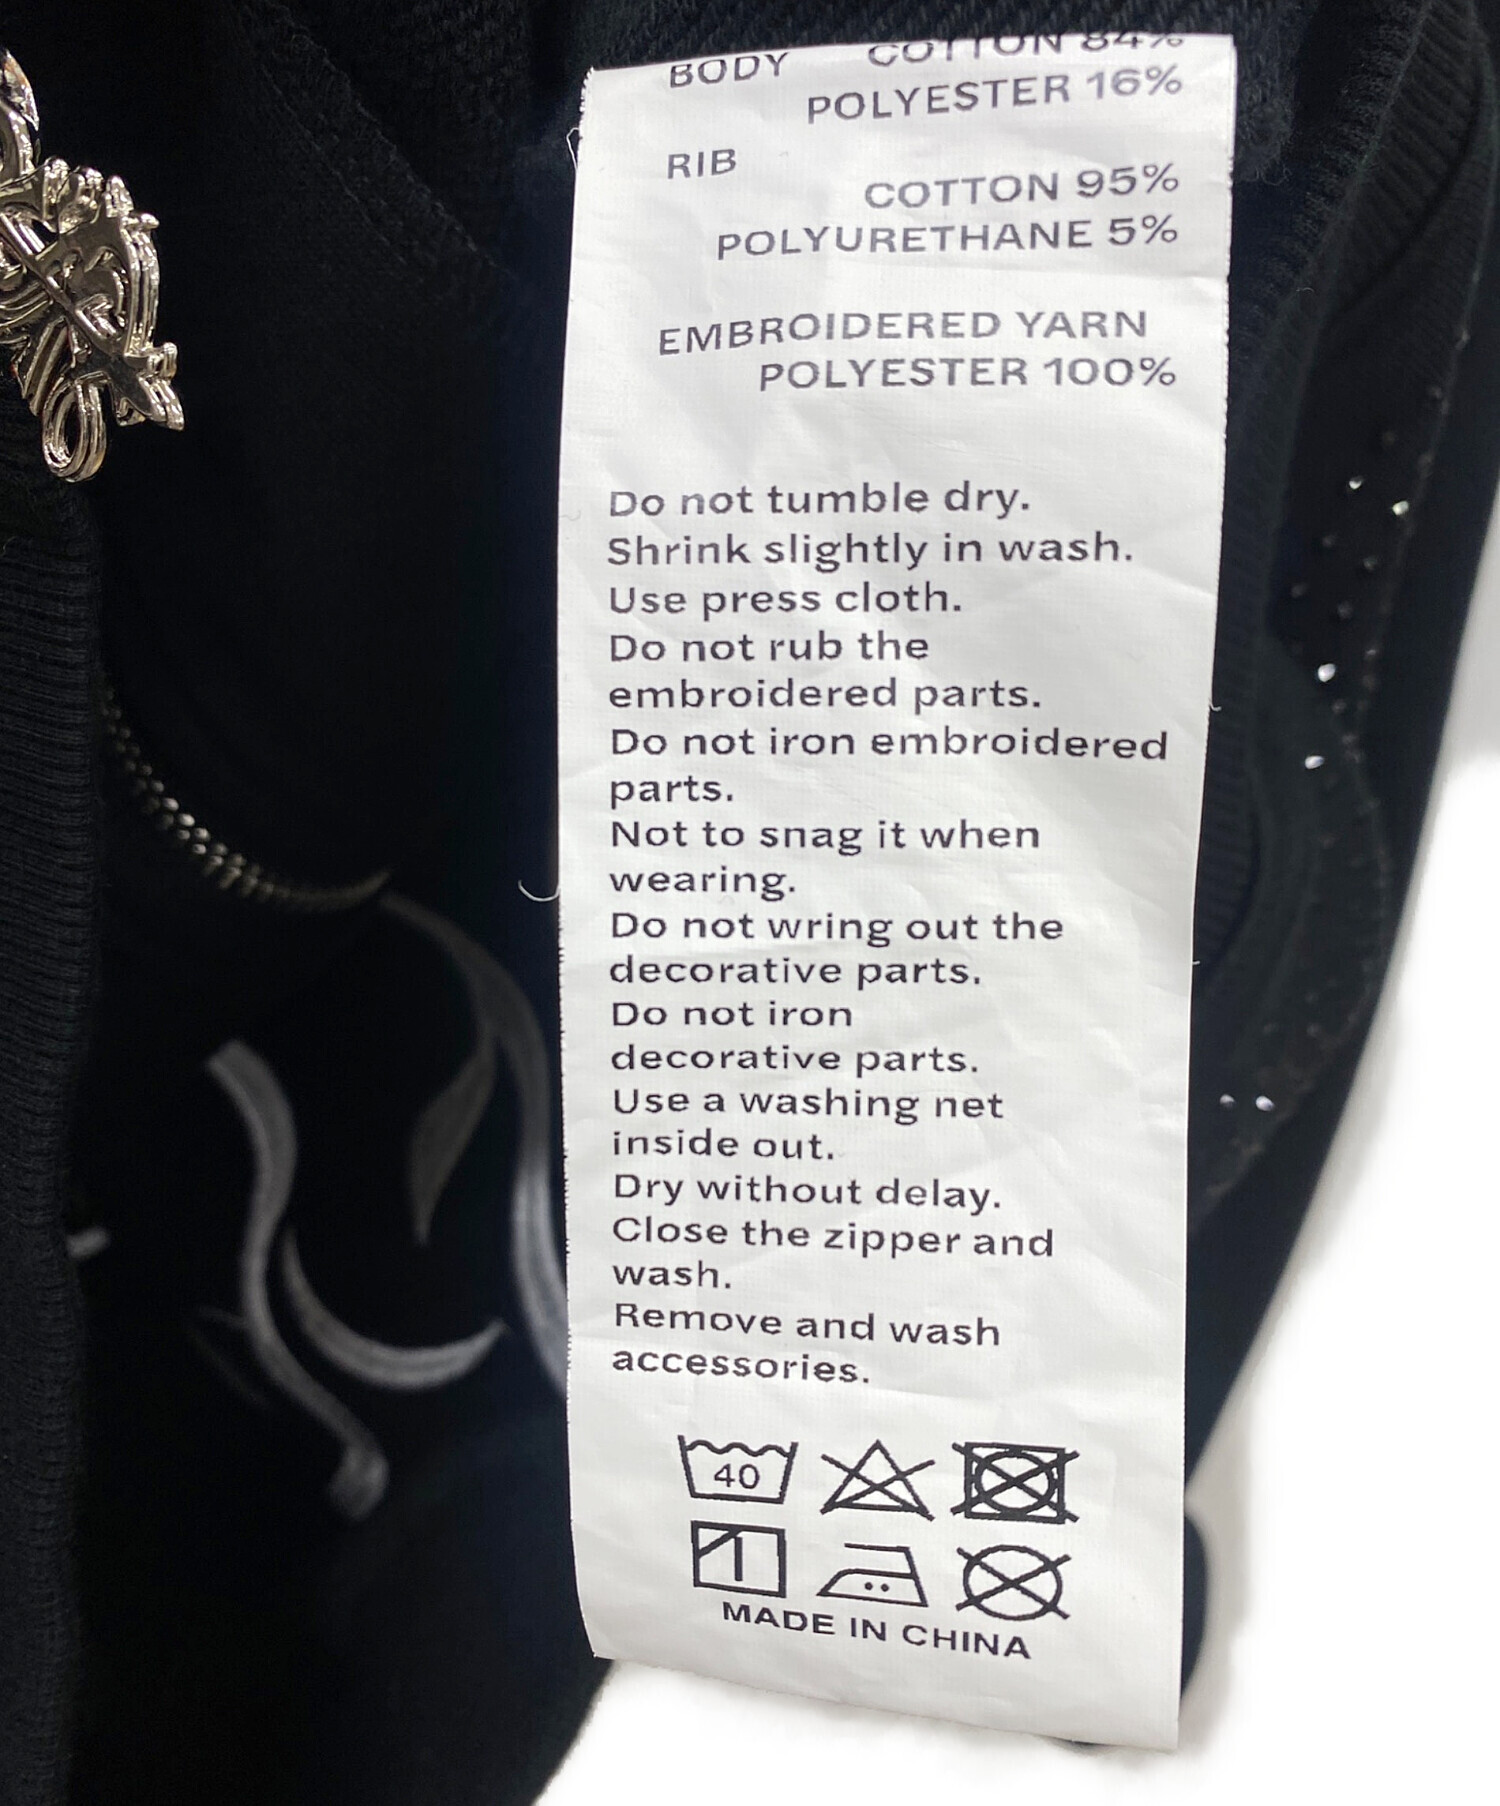 BODY COTTON 84%
POLYESTER 16%
RIB
COTTON 95%
POLYURETHANE 5%
EMBROIDERED YARN
POLYESTER 100%
Do not tumble dry.
Shrink slightly in wash.
Use press cloth.
Do not rub the
embroidered parts.
Do not iron embroidered
parts.
Not to snag it when
wearing.
Do not wring out the
decorative parts.
Do not iron
decorative parts.
Use a washing net
inside out.
Dry without delay.
Close the zipper and
wash.
Remove and wash
accessories.
40
MADE IN CHINA